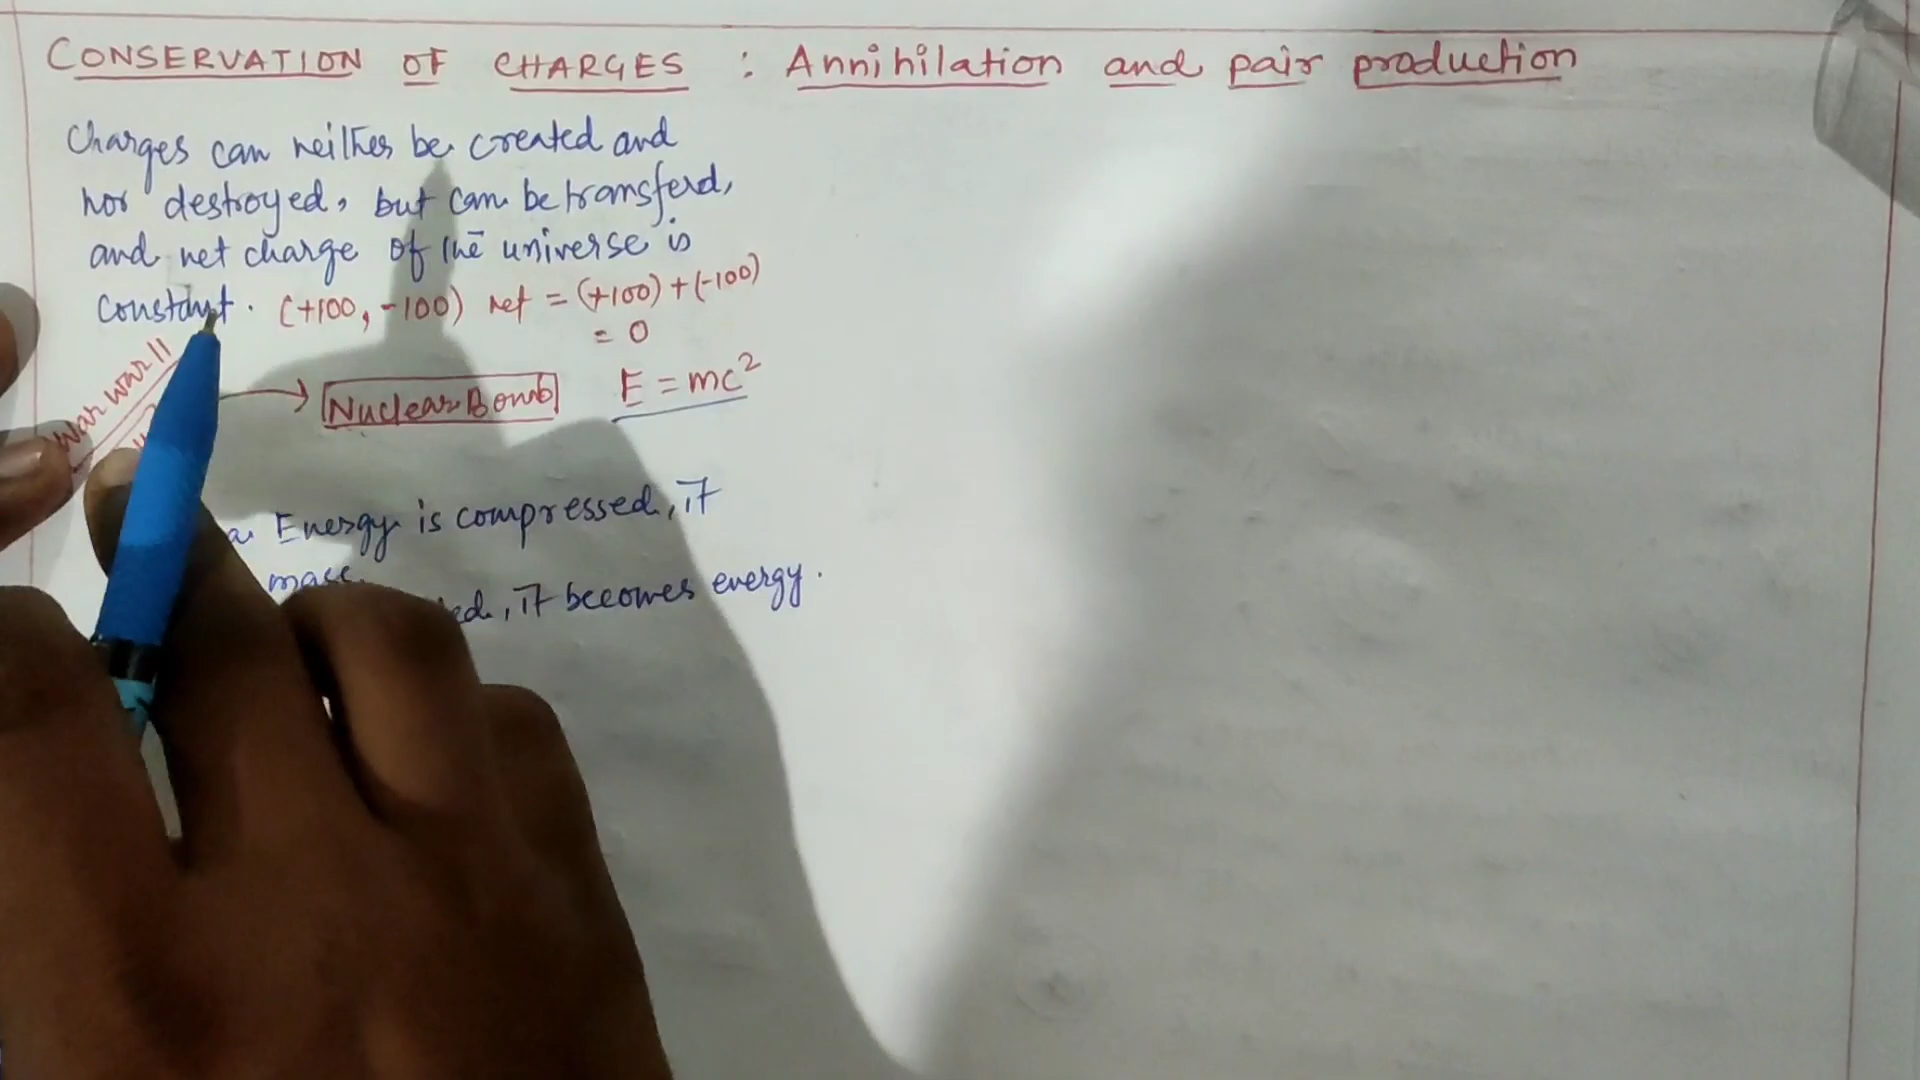 CONSERVATION OF CHARGES : Annihilation and pair production
Charges can neither be created and
nor destroyed, but can be transferd,
and net charge of the universe is
Constant. (+100, -100) net = (+100) + (-100)
= 0
War war II
Nuclear Bomb E = mc²
a Energy is compressed, it
mass.
ed, it becomes energy.